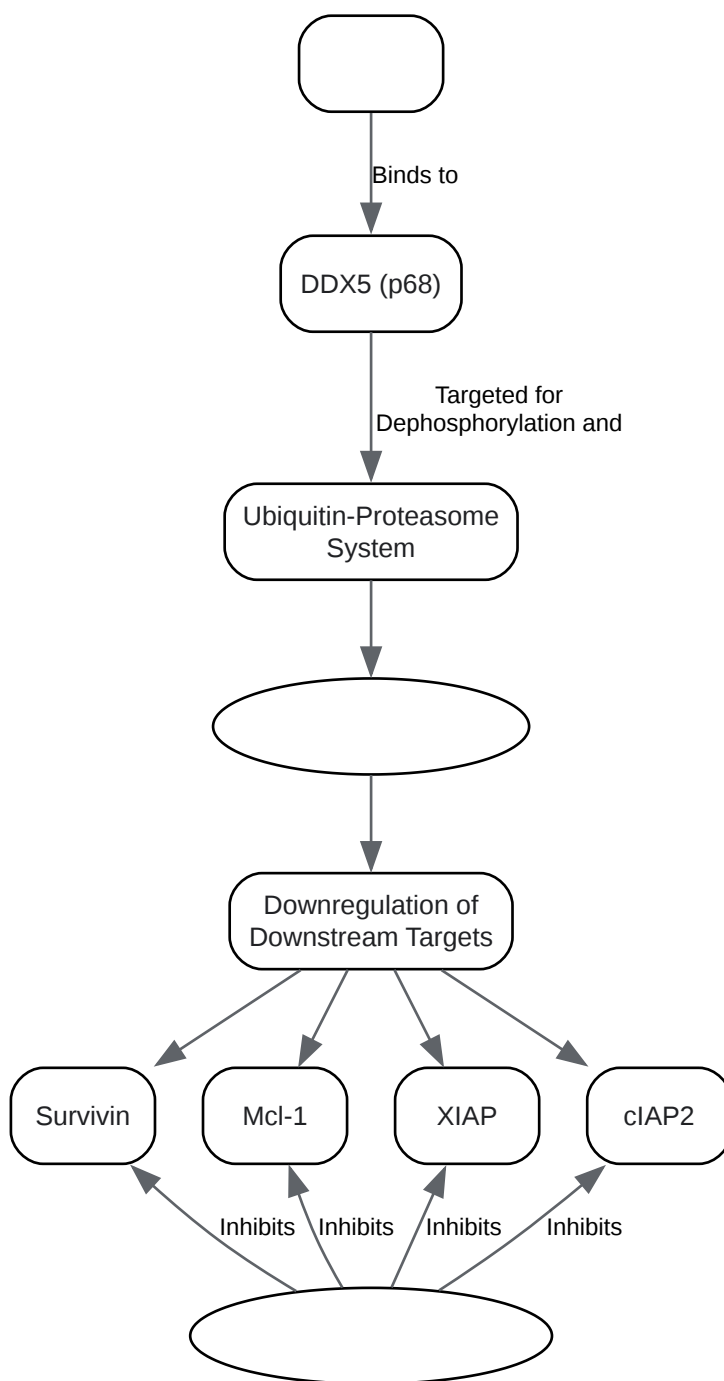 Binds to
DDX5 (p68)
Targeted for
Dephosphorylation and
Ubiquitin-Proteasome
System
Downregulation of
Downstream Targets
Survivin
Mcl-1
XIAP
cIAP2
Inhibits
Inhibits
Inhibits
Inhibits